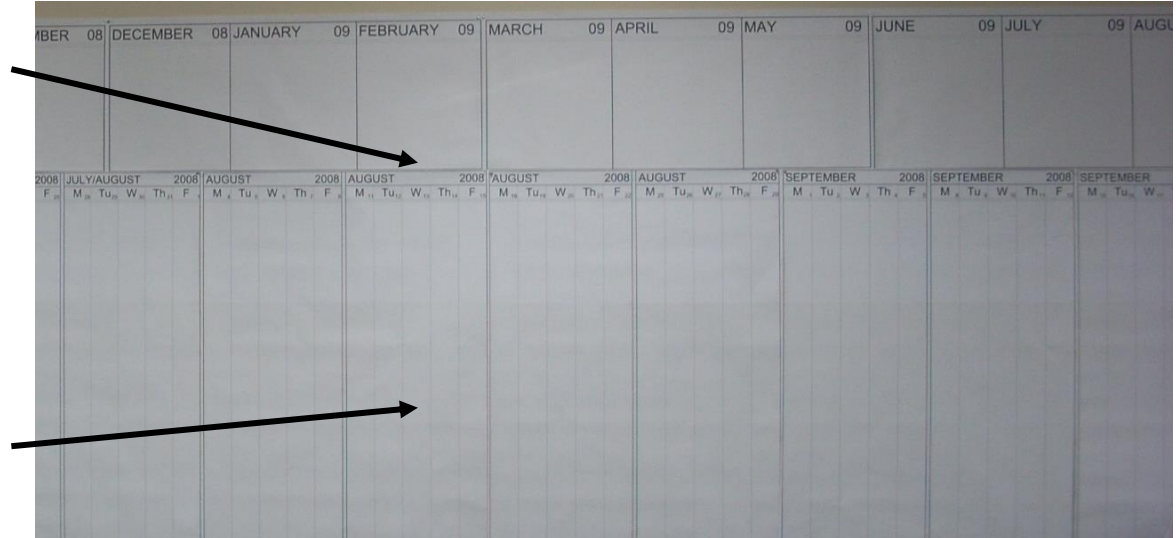 MBER 08 DECEMBER 08 JANUARY 09 FEBRUARY 09 MARCH 09 APRIL 09 MAY 09 JUNE 09 JULY 09 AUGU
2008 JULY/AUGUST 2008 AUGUST 2008 AUGUST 2008 AUGUST 2008 AUGUST 2008 SEPTEMBER 2008 SEPTEMBER 2008 SEPTEMBER
F M Tu W Th F M Tu W Th F M Tu W Th F M Tu W Th F M Tu W Th F M Tu W Th F M Tu W Th F M Tu W